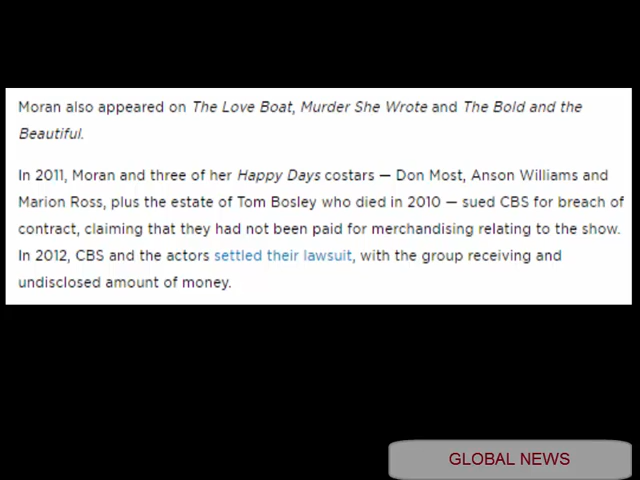 Moran also appeared on The Love Boat, Murder She Wrote and The Bold and the
Beautiful.
In 2011, Moran and three of her Happy Days costars — Don Most, Anson Williams and
Marion Ross, plus the estate of Tom Bosley who died in 2010 — sued CBS for breach of
contract, claiming that they had not been paid for merchandising relating to the show.
In 2012, CBS and the actors settled their lawsuit, with the group receiving and
undisclosed amount of money.
GLOBAL NEWS